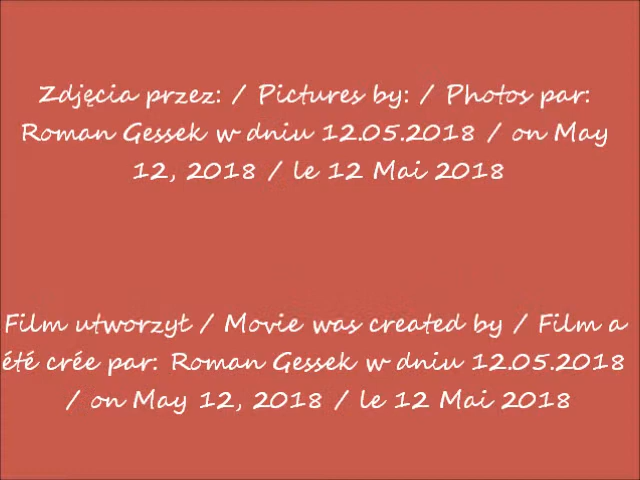 Zdjęcia przez: / Pictures by: / Photos par:
Roman Gessek w dniu 12.05.2018 / on May
12, 2018 / le 12 Mai 2018
Film utworzył / Movie was created by / Film a
été crée par: Roman Gessek w dniu 12.05.2018
/ on May 12, 2018 / le 12 Mai 2018